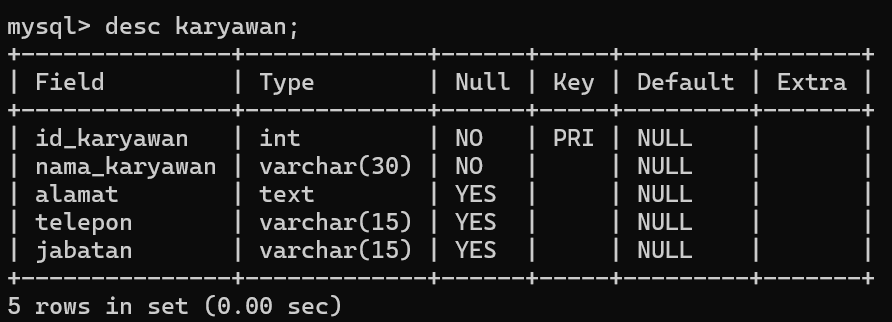 mysql> desc karyawan;
+---------------+-------------+------+-----+---------+-------+
| Field         | Type        | Null | Key | Default | Extra |
+---------------+-------------+------+-----+---------+-------+
| id_karyawan   | int         | NO   | PRI | NULL    |       |
| nama_karyawan | varchar(30) | NO   |     | NULL    |       |
| alamat        | text        | YES  |     | NULL    |       |
| telepon       | varchar(15) | YES  |     | NULL    |       |
| jabatan       | varchar(15) | YES  |     | NULL    |       |
+---------------+-------------+------+-----+---------+-------+
5 rows in set (0.00 sec)